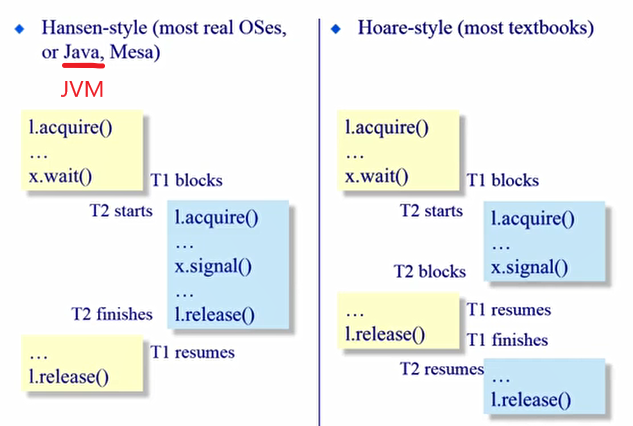 Hansen-style (most real OSes,
or Java, Mesa)
JVM
l.acquire()
...
x.wait()
T1 blocks
T2 starts
l.acquire()
...
x.signal()
...
l.release()
T2 finishes
T1 resumes
...
l.release()
Hoare-style (most textbooks)
l.acquire()
...
x.wait()
T1 blocks
T2 starts
l.acquire()
...
x.signal()
T2 blocks
...
l.release()
T1 resumes
T1 finishes
T2 resumes
...
l.release()